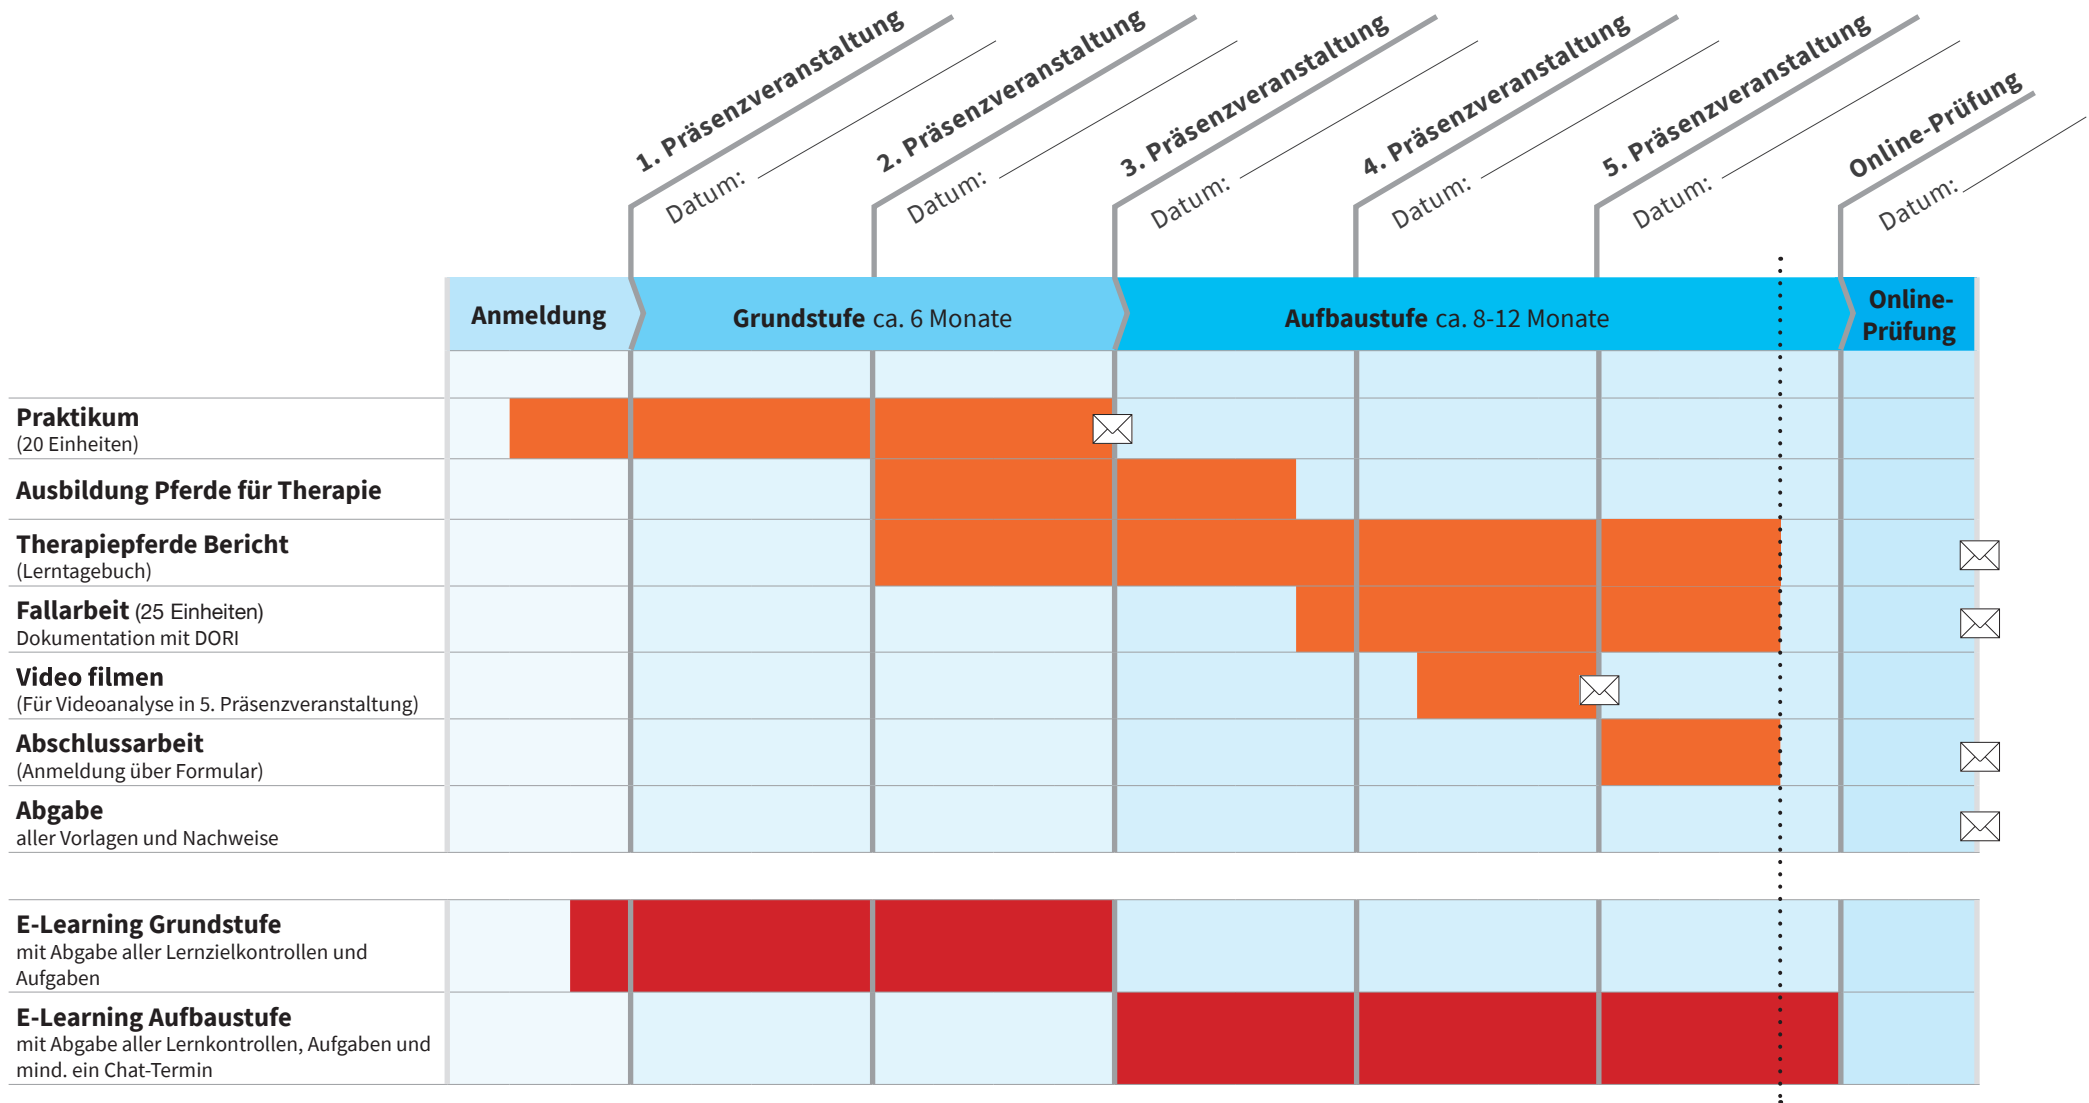 1. Präsenzveranstaltung
Datum:
2. Präsenzveranstaltung
Datum:
3. Präsenzveranstaltung
Datum:
4. Präsenzveranstaltung
Datum:
5. Präsenzveranstaltung
Datum:
Online-Prüfung
Datum:
Anmeldung
Grundstufe ca. 6 Monate
Aufbaustufe ca. 8-12 Monate
Online-
Prüfung
Praktikum
(20 Einheiten)
Ausbildung Pferde für Therapie
Therapiepferde Bericht
(Lerntagebuch)
Fallarbeit (25 Einheiten)
Dokumentation mit DORI
Video filmen
(Für Videoanalyse in 5. Präsenzveranstaltung)
Abschlussarbeit
(Anmeldung über Formular)
Abgabe
aller Vorlagen und Nachweise
E-Learning Grundstufe
mit Abgabe aller Lernzielkontrollen und
Aufgaben
E-Learning Aufbaustufe
mit Abgabe aller Lernkontrollen, Aufgaben und
mind. ein Chat-Termin